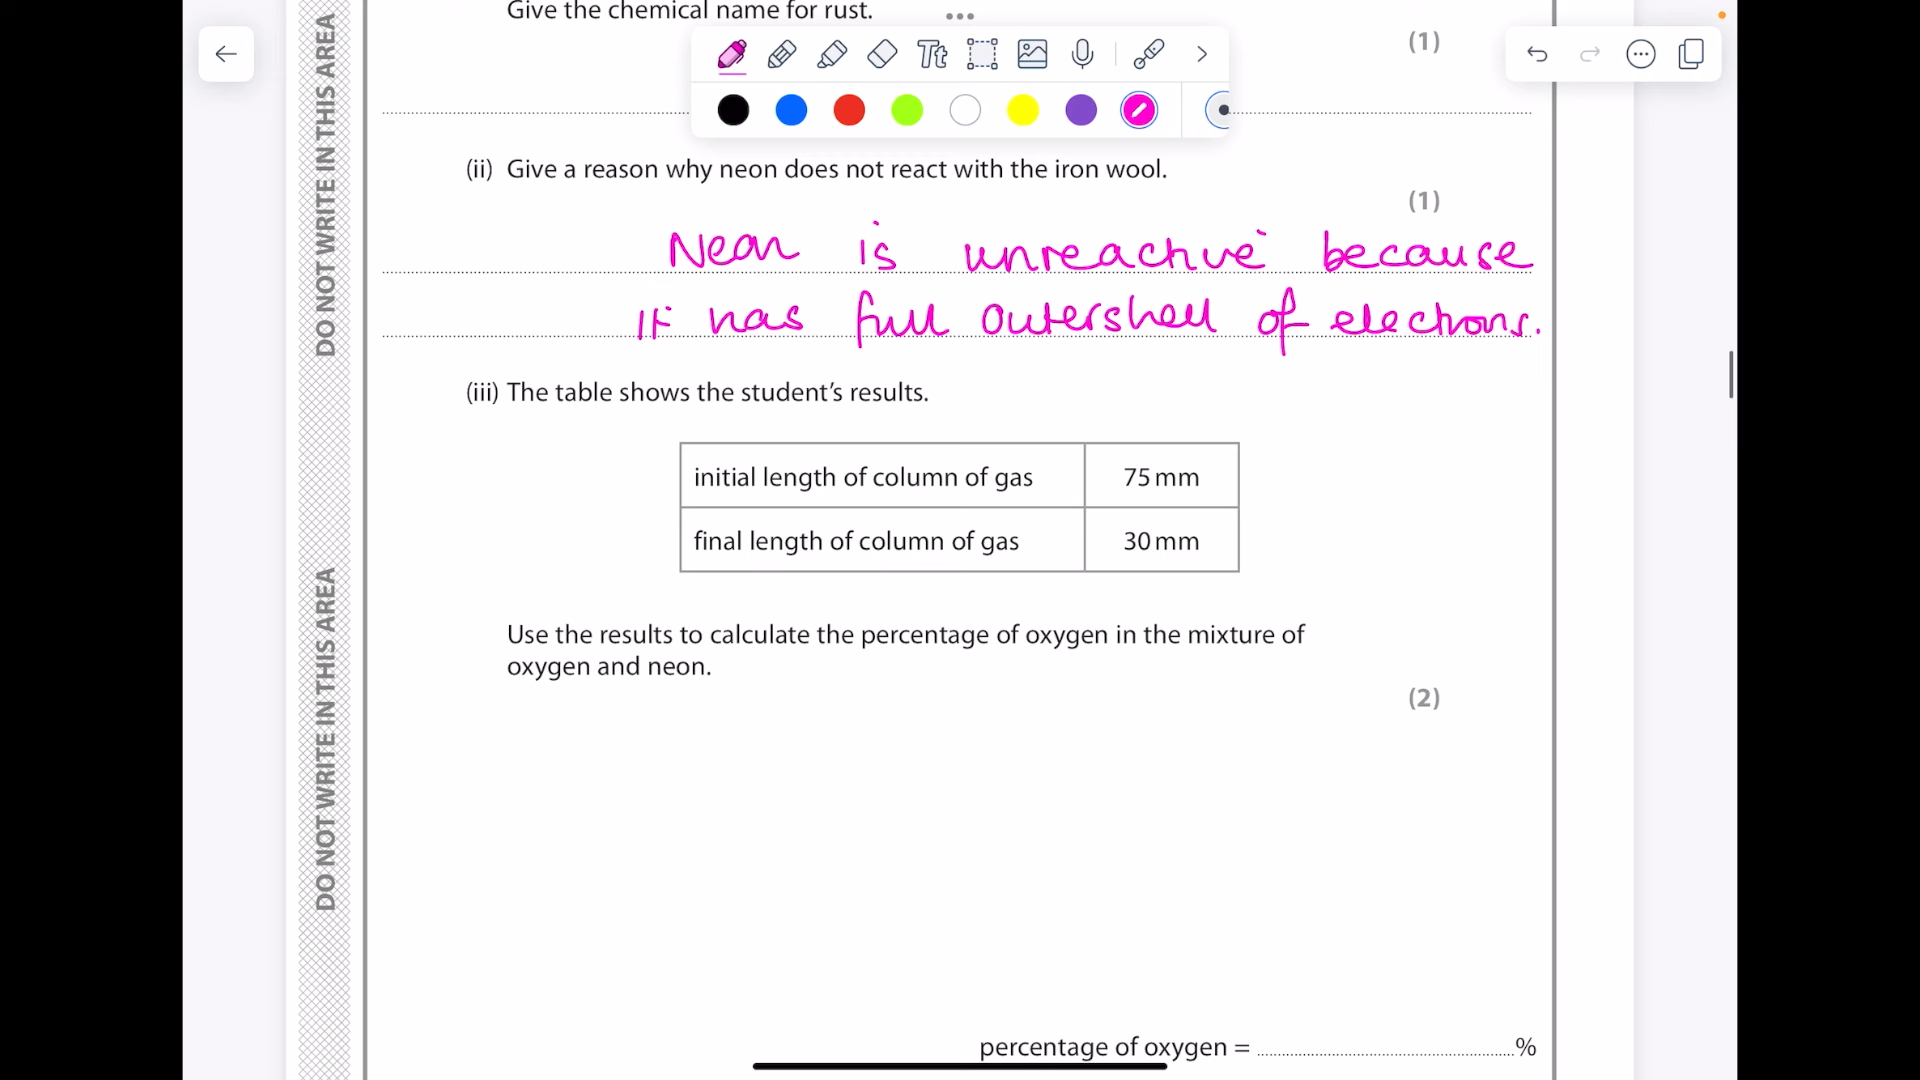 Give the chemical name for rust.
(1)
Tt
(ii) Give a reason why neon does not react with the iron wool.
(1)
Neon is unreactive because
it has full outershell of electrons.
(iii) The table shows the student's results.
initial length of column of gas 75 mm
final length of column of gas 30 mm
Use the results to calculate the percentage of oxygen in the mixture of
oxygen and neon.
(2)
percentage of oxygen = ............................................ %
DO NOT WRITE IN THIS AREA
DO NOT WRITE IN THIS AREA